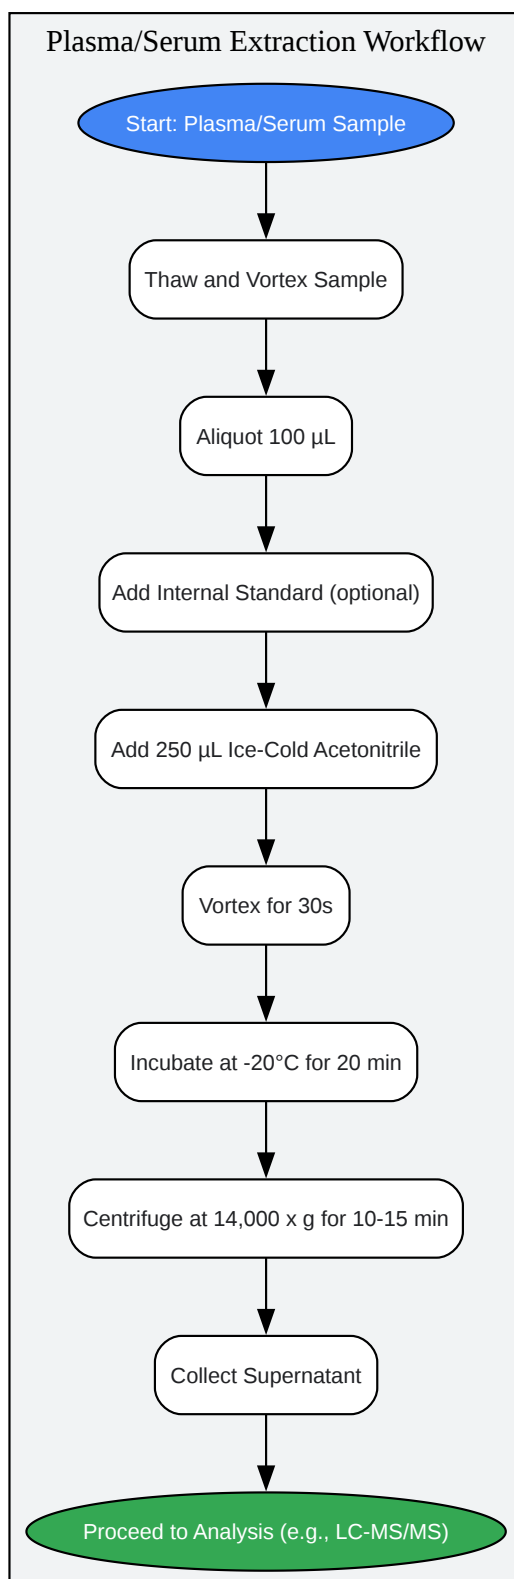 Plasma/Serum Extraction Workflow
Start: Plasma/Serum Sample
Thaw and Vortex Sample
Aliquot 100 µL
Add Internal Standard (optional)
Add 250 µL Ice-Cold Acetonitrile
Vortex for 30s
Incubate at -20°C for 20 min
Centrifuge at 14,000 x g for 10-15 min
Collect Supernatant
Proceed to Analysis (e.g., LC-MS/MS)